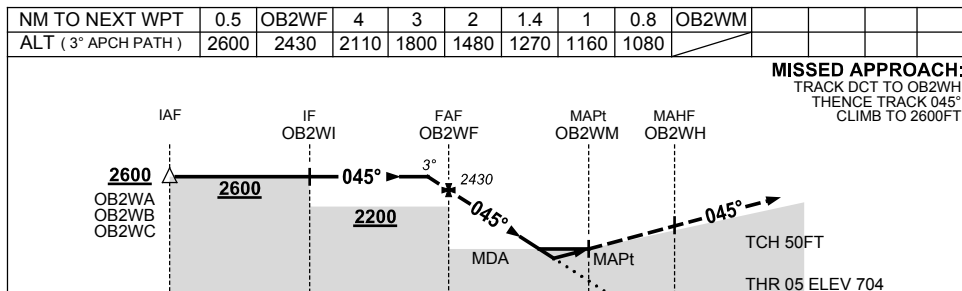 NM TO NEXT WPT 0.5 OB2WF 4 3 2 1.4 1 0.8 OB2WM
ALT ( 3° APCH PATH ) 2600 2430 2110 1800 1480 1270 1160 1080
MISSED APPROACH:
TRACK DCT TO OB2WH
THENCE TRACK 045°
CLIMB TO 2600FT
IAF IF FAF MAPt MAHF
OB2WI OB2WF OB2WM OB2WH
2600 2600 045° 3° 2430
OB2WA
OB2WB
OB2WC
2200 045° 045°
MDA MAPt TCH 50FT
THR 05 ELEV 704